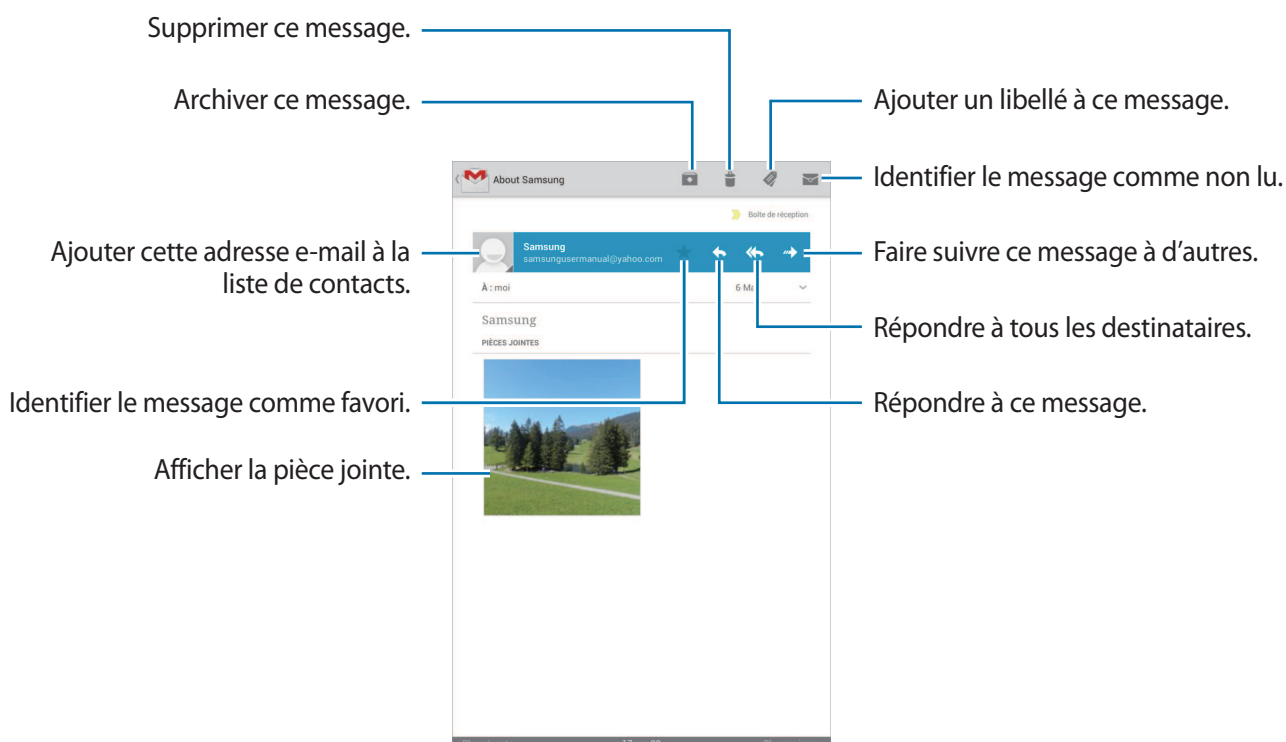 Supprimer ce message.
Archiver ce message.
Ajouter un libellé à ce message.
About Samsung
Identifier le message comme non lu.
Boîte de réception
Ajouter cette adresse e-mail à la
liste de contacts.
Samsung
samsungusermanual@yahoo.com
Faire suivre ce message à d’autres.
À : moi
6 Ma
Samsung
Répondre à tous les destinataires.
PIÈCES JOINTES
Identifier le message comme favori.
Répondre à ce message.
Afficher la pièce jointe.